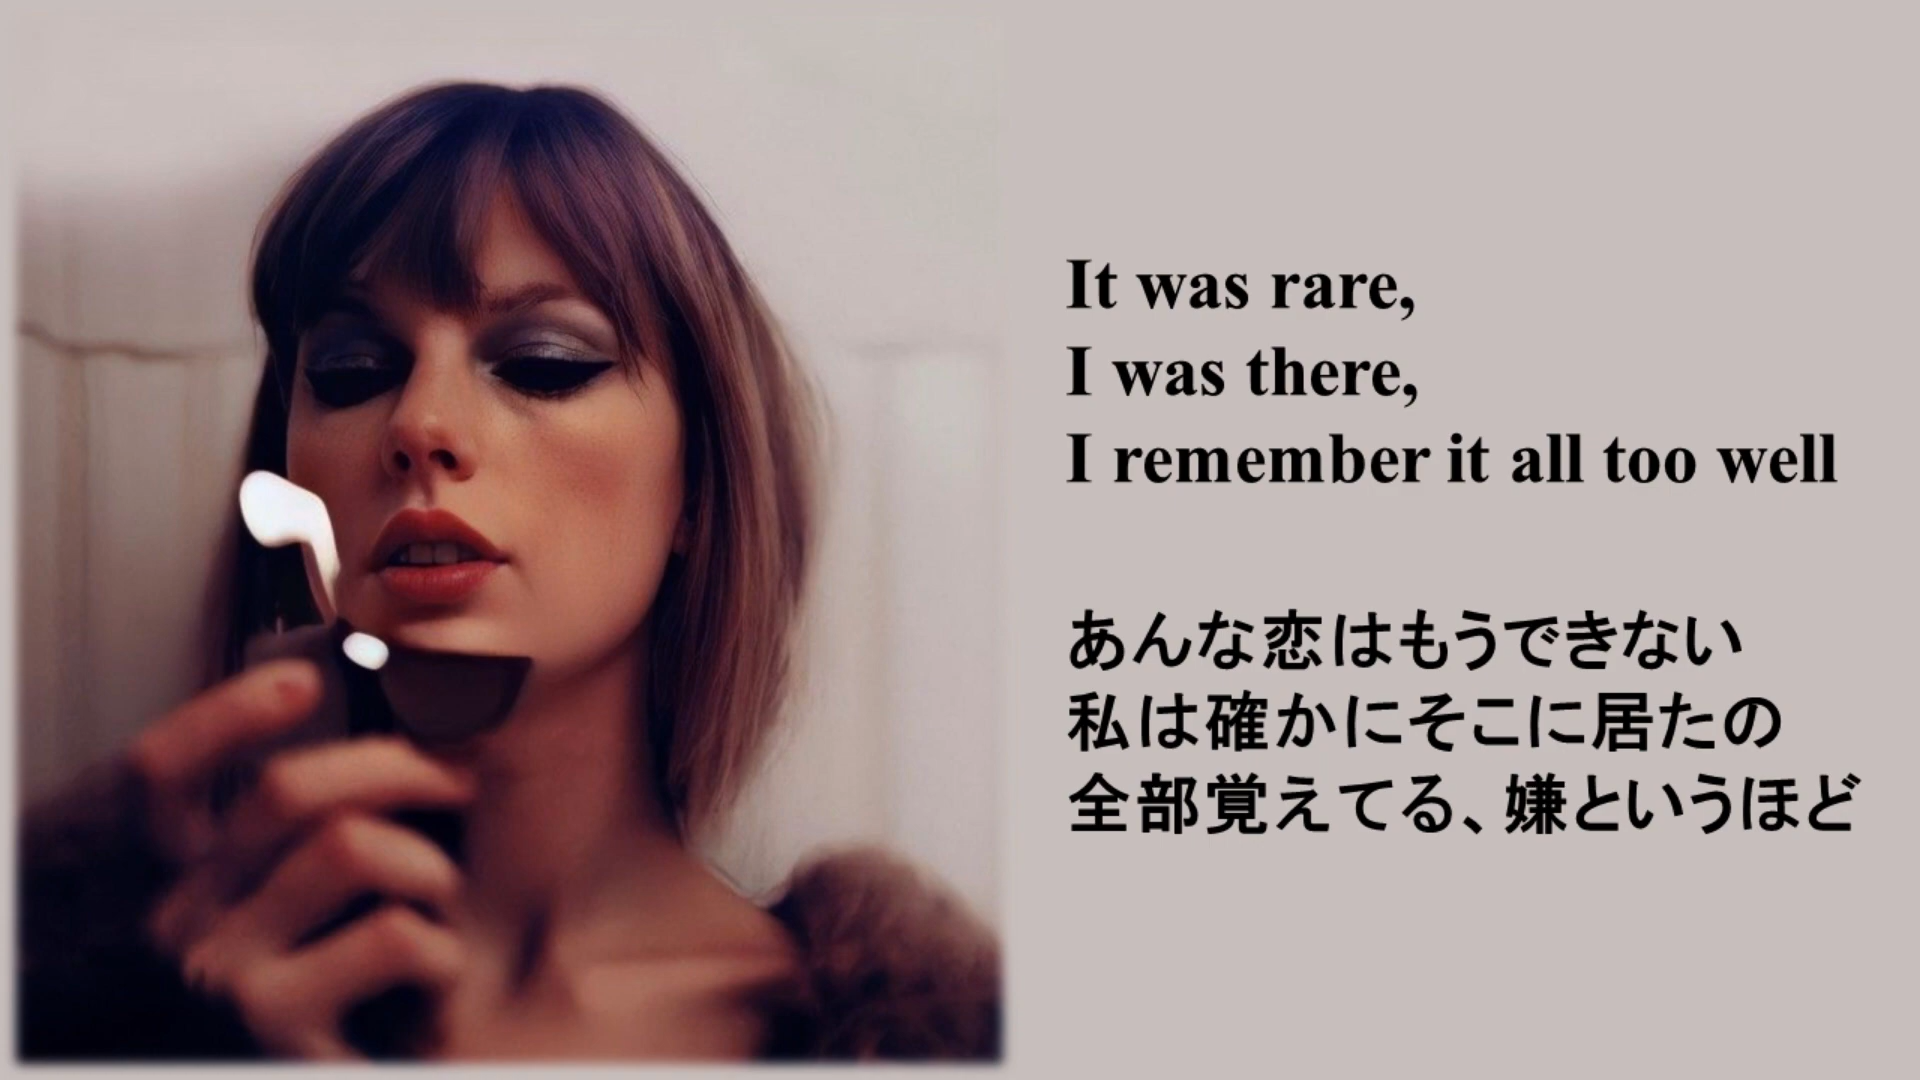 It was rare,
I was there,
I remember it all too well
あんな恋はもうできない
私は確かにそこに居たの
全部覚えてる、嫌というほど